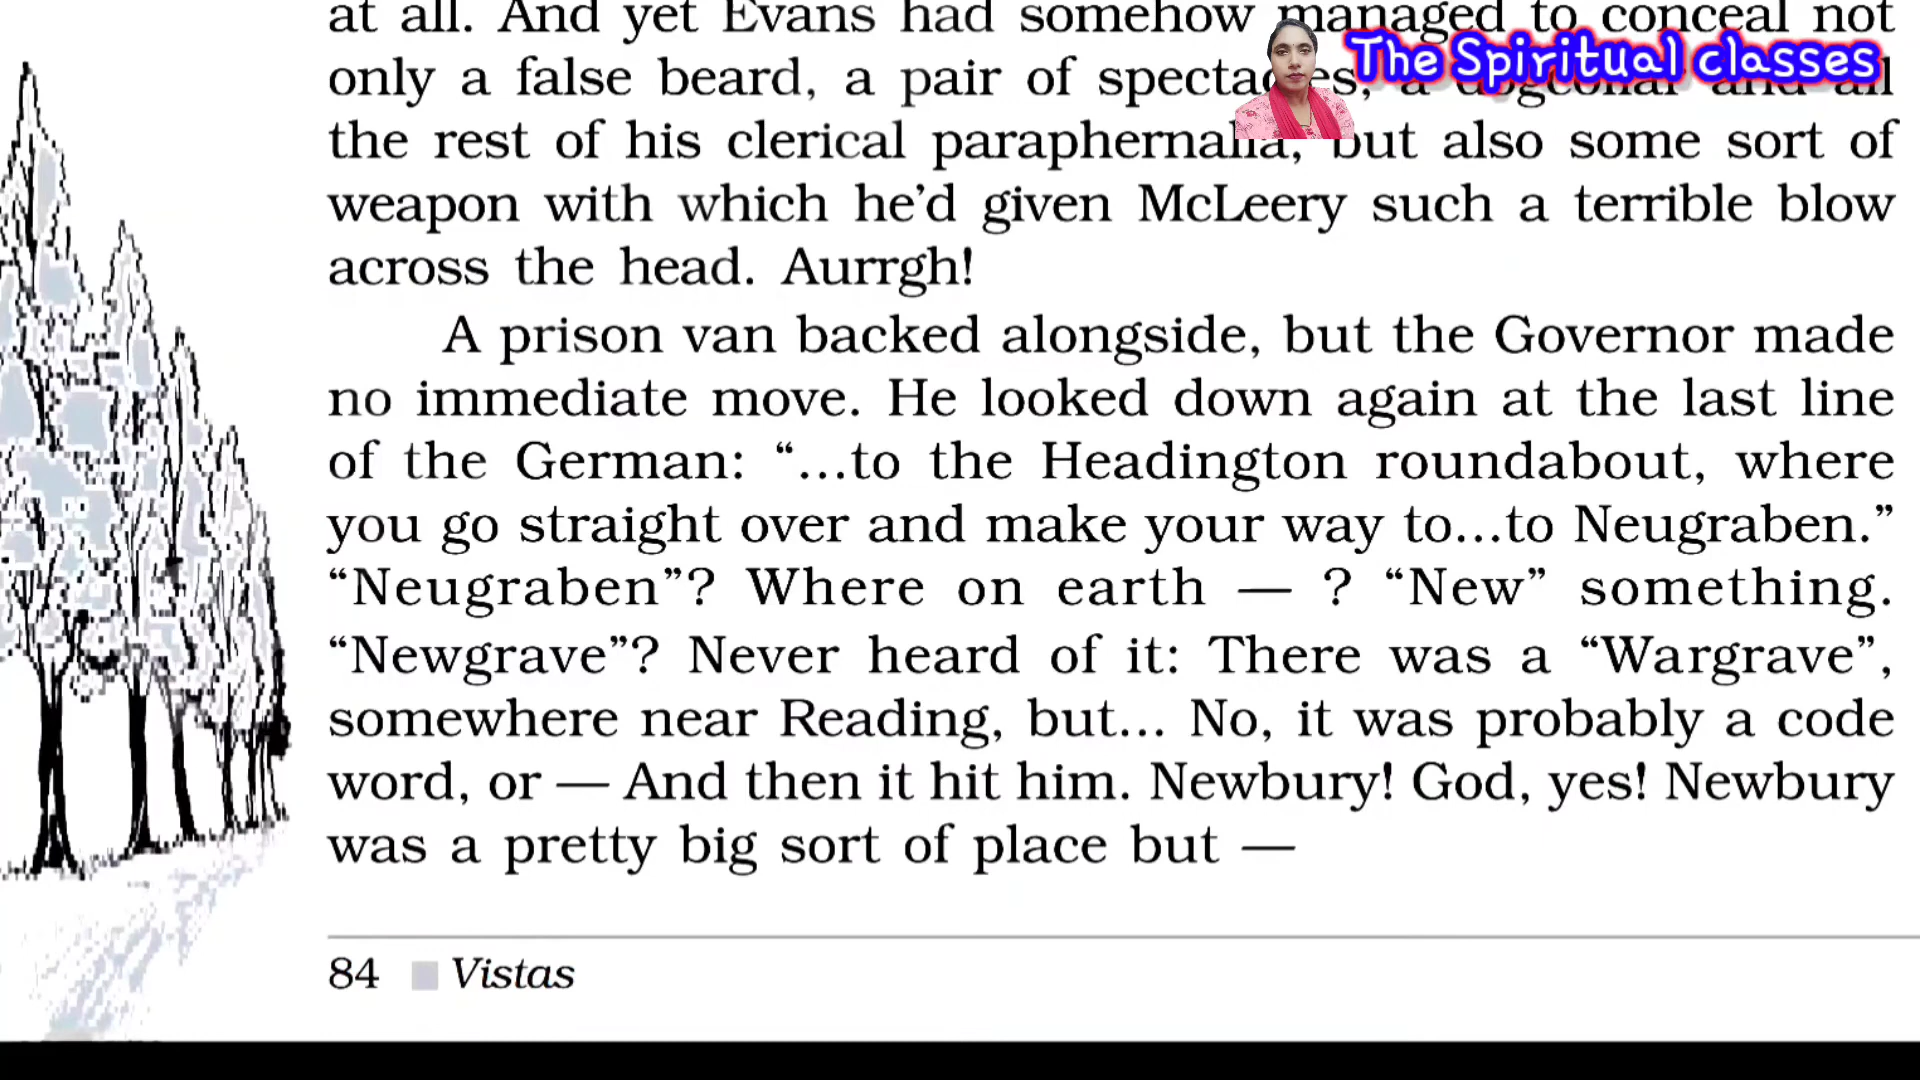 at all. And yet Evans had somehow managed to conceal not
The Spiritual classes
only a false beard, a pair of spectacles, a dogcollar and all
the rest of his clerical paraphernalia, but also some sort of
weapon with which he’d given McLeery such a terrible blow
across the head. Aurrgh!
A prison van backed alongside, but the Governor made
no immediate move. He looked down again at the last line
of the German: “...to the Headington roundabout, where
you go straight over and make your way to...to Neugraben.”
“Neugraben”? Where on earth — ? “New” something.
“Newgrave”? Never heard of it: There was a “Wargrave”,
somewhere near Reading, but... No, it was probably a code
word, or — And then it hit him. Newbury! God, yes! Newbury
was a pretty big sort of place but —
84 Vistas